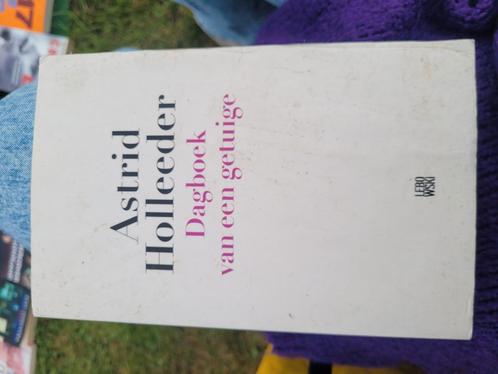 Astrid
Holleeder
Dagboek
van een getuige
LEBO
WSKI